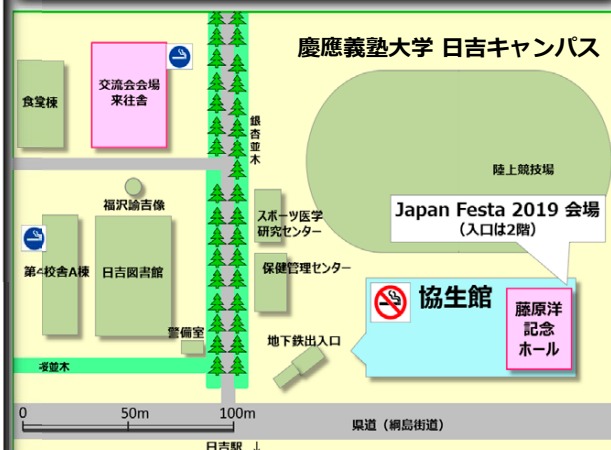 慶應義塾大学 日吉キャンパス
交流会会場
来往舎
食堂棟
銀杏並木
陸上競技場
福沢諭吉像
スポーツ医学
研究センター
Japan Festa 2019 会場
（入口は2階）
第4校舎A棟
日吉図書館
保健管理センター
協生館
藤原洋
記念
ホール
警備室
地下鉄出入口
桜並木
0 50m 100m
県道（綱島街道）
日吉駅 ↓